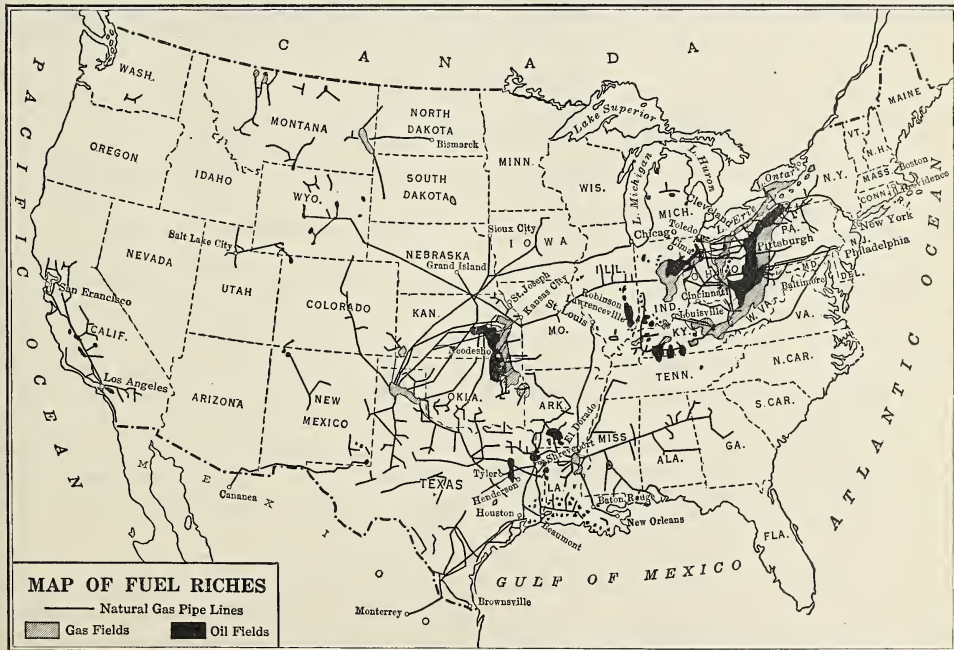 C A N A D A
PACIFIC OCEAN
WASH.
OREGON
IDAHO
MONTANA
NORTH DAKOTA
Bismarck
SOUTH DAKOTA
MINN.
WIS.
Lake Superior
L. Michigan
L. Huron
MICH.
L. Ontario
L. Erie
Cleveland
Toledo
Lima
Chicago
MAINE
VT.
N.H.
MASS.
Boston
CONN.
R.I.
Providence
N.Y.
New York
PA.
Pittsburgh
N.J.
Philadelphia
MD.
DEL.
Baltimore
WYO.
Salt Lake City
NEVADA
UTAH
COLORADO
NEBRASKA
Grand Island
Sioux City
IOWA
St. Joseph
Kansas City
KAN.
MO.
St. Louis
ILL.
Robinson
Lawrenceville
IND.
OHIO
Cincinnati
Louisville
KY.
W. VA.
VA.
San Francisco
CALIF.
Los Angeles
ARIZONA
NEW MEXICO
Neodesho
OKLA.
ARK.
El Dorado
TENN.
N.CAR.
S.CAR.
MISS
ALA.
GA.
Shreveport
Tyler
TEXAS
Henderson
LA.
Houston
Baton Rouge
New Orleans
Beaumont
FLA.
Cananea
M E X I
Monterrey
Brownsville
GULF OF MEXICO
ATLANTIC OCEAN
MAP OF FUEL RICHES
Natural Gas Pipe Lines
Gas Fields
Oil Fields